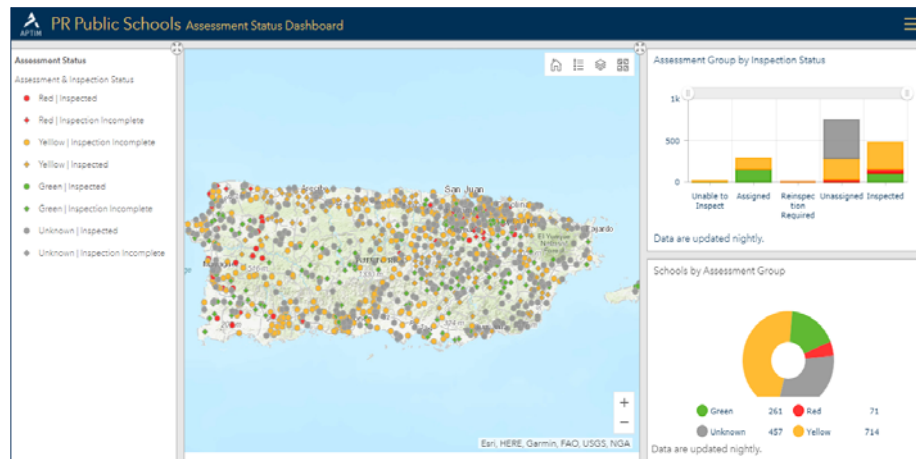 PR Public Schools Assessment Status Dashboard
APTIM
Assessment Status
Assessment & Inspection Status
Red | Inspected
Red | Inspection Incomplete
Yellow | Inspection Incomplete
Yellow | Inspected
Green | Inspected
Green | Inspection Incomplete
Unknown | Inspected
Unknown | Inspection Incomplete
San Juan
Esri, HERE, Garmin, FAO, USGS, NGA
Assessment Group by Inspection Status
1k
500
0
Unable to Inspect
Assigned
Reinspec
tion
Required
Unassigned
Inspected
Data are updated nightly.
Schools by Assessment Group
Green 261 Red 71
Unknown 457 Yellow 714
Data are updated nightly.